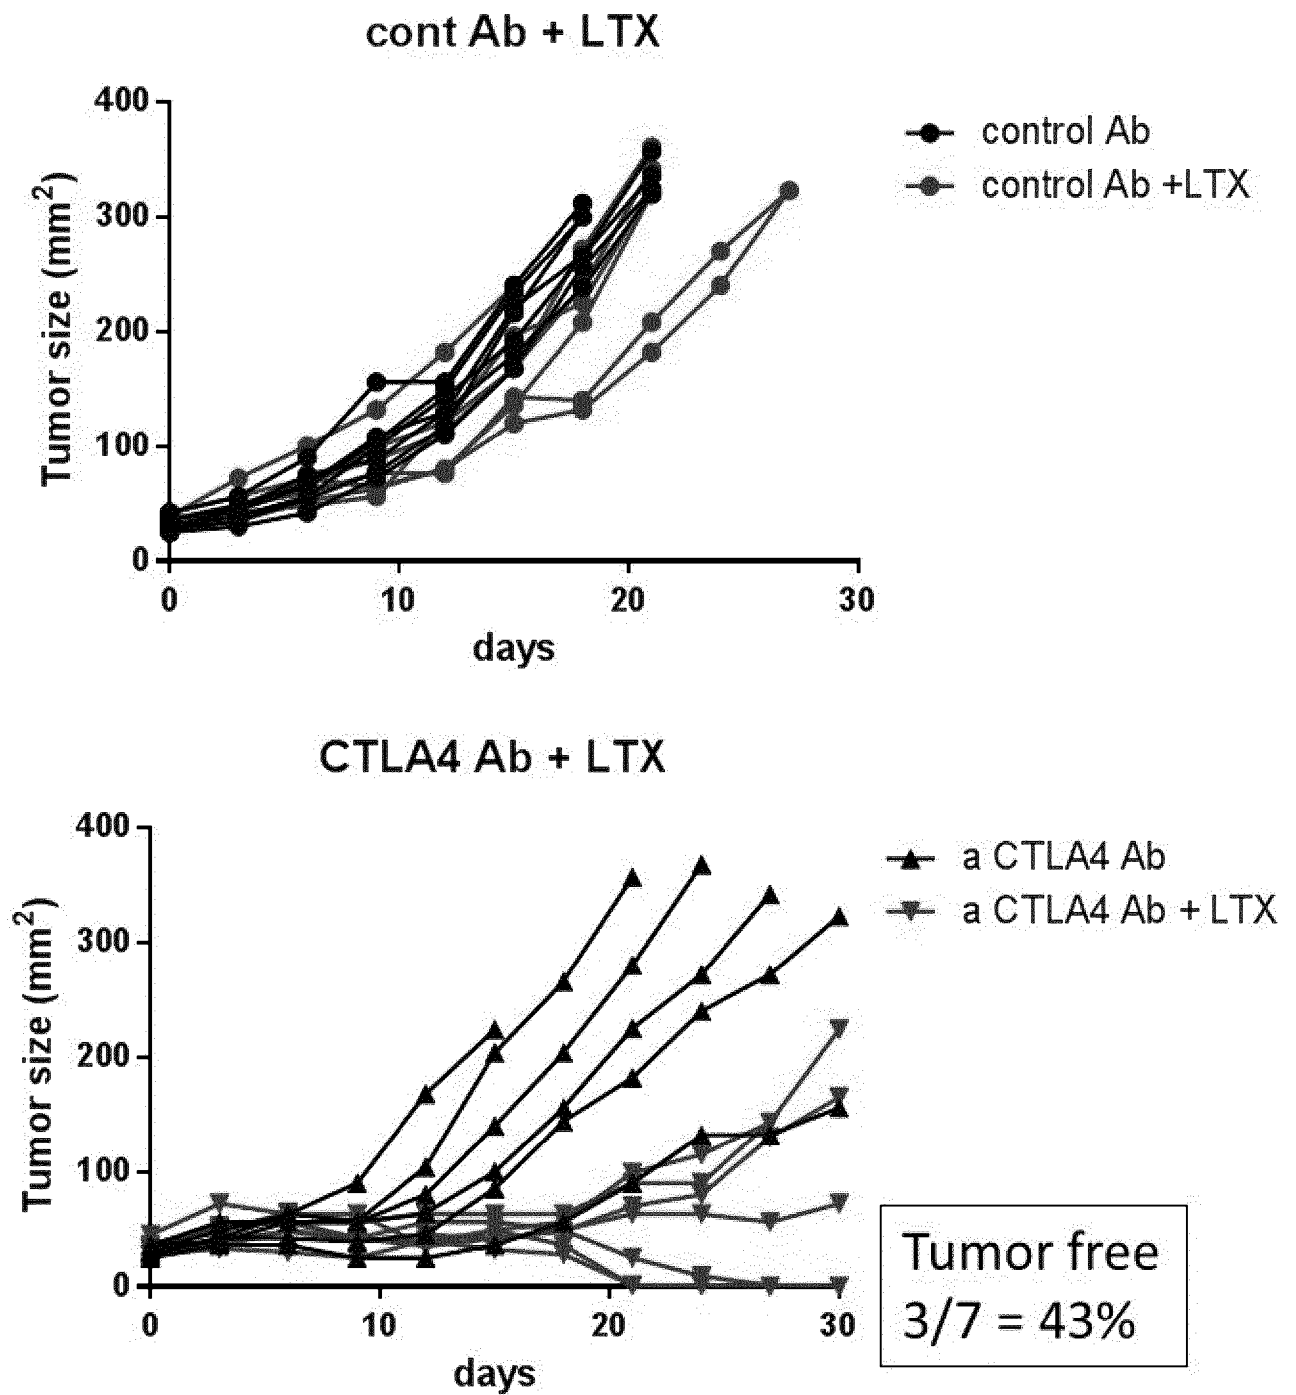 cont Ab + LTX
400
300
200
100
0
Tumor size (mm²)
0 10 20 30
days
control Ab
control Ab +LTX
CTLA4 Ab + LTX
400
300
200
100
0
Tumor size (mm²)
0 10 20 30
days
a CTLA4 Ab
a CTLA4 Ab + LTX
Tumor free
3/7 = 43%